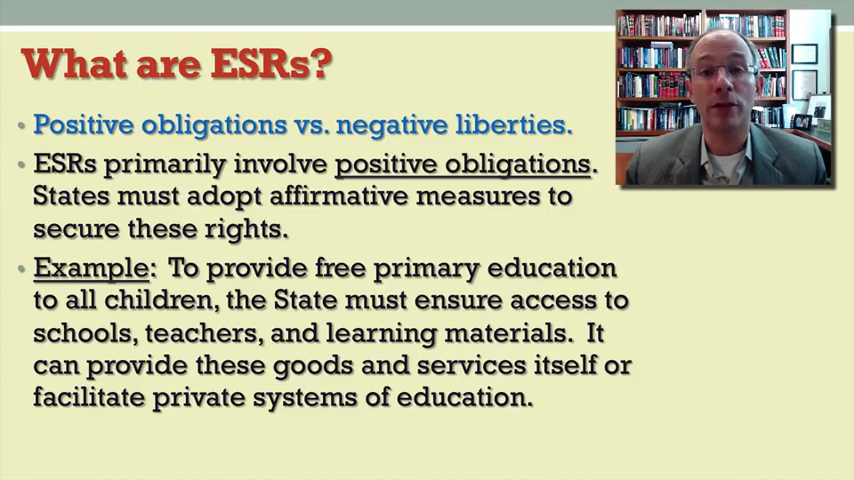 What are ESRs?
• Positive obligations vs. negative liberties.
• ESRs primarily involve positive obligations.
States must adopt affirmative measures to
secure these rights.
• Example: To provide free primary education
to all children, the State must ensure access to
schools, teachers, and learning materials. It
can provide these goods and services itself or
facilitate private systems of education.